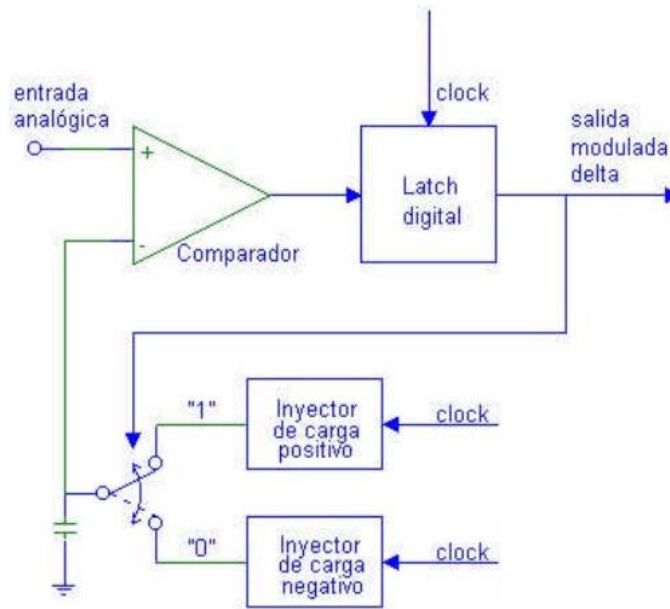 clock
entrada
analógica
salida
modulada
delta
+
-
Latch
digital
Comparador
"1"
Inyector
de carga
positivo
clock
"0"
Inyector
de carga
negativo
clock